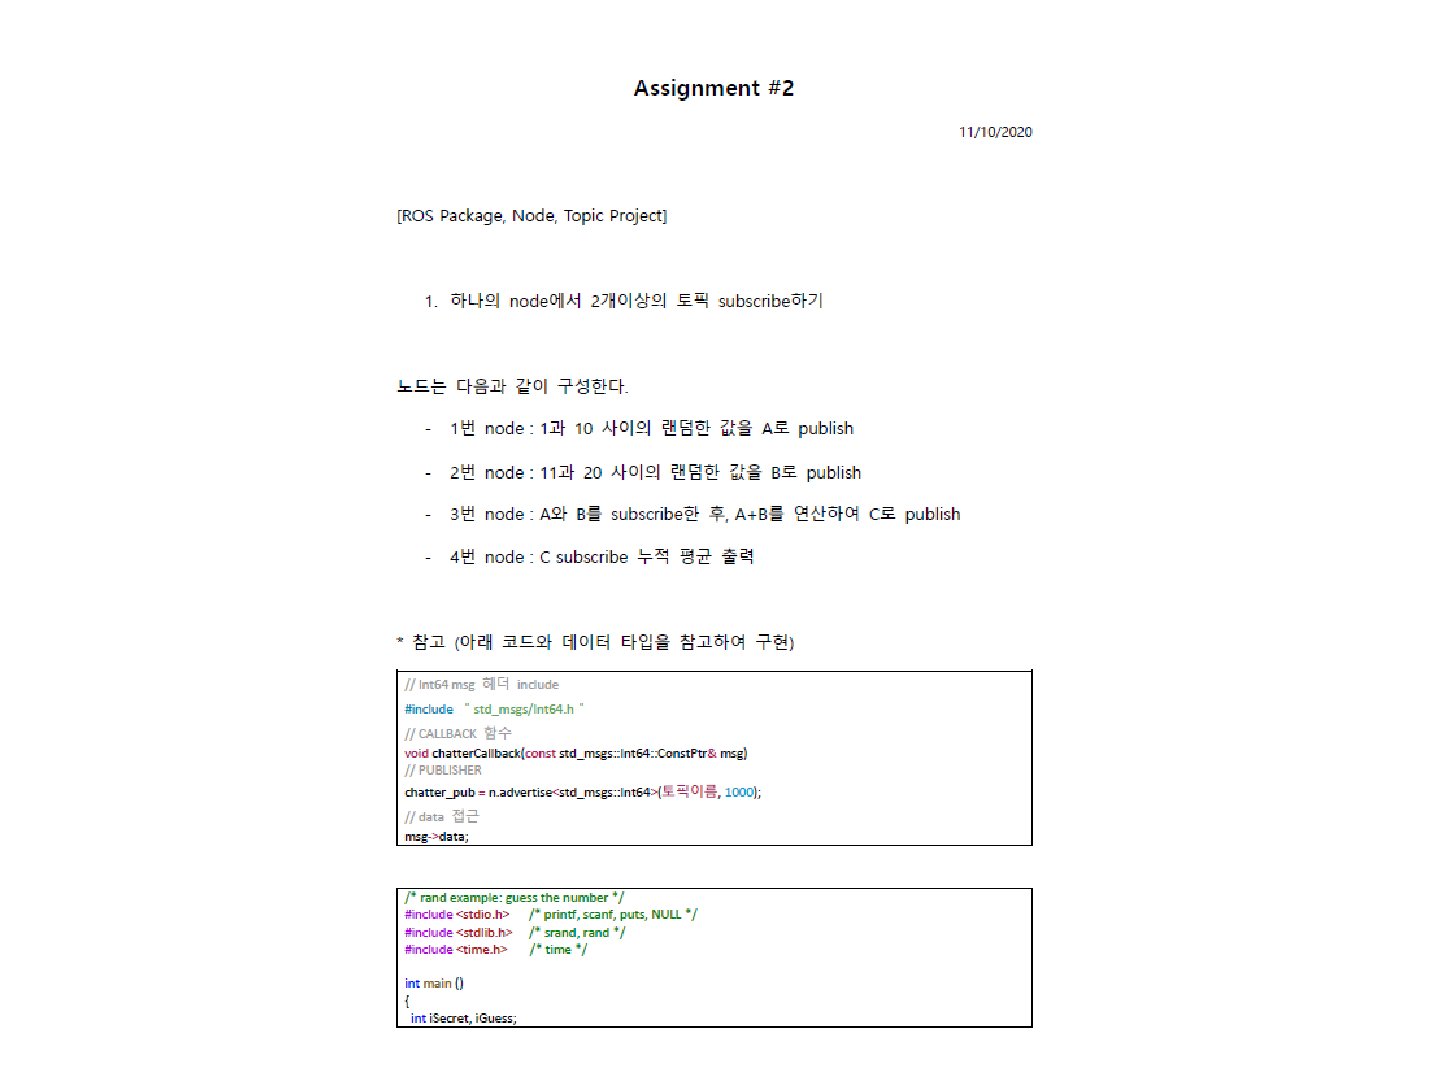 Assignment #2
11/10/2020
[ROS Package, Node, Topic Project]
1. 하나의 node에서 2개이상의 토픽 subscribe하기
노드는 다음과 같이 구성한다.
- 1번 node : 1과 10 사이의 랜덤한 값을 A로 publish
- 2번 node : 11과 20 사이의 랜덤한 값을 B로 publish
- 3번 node : A와 B를 subscribe한 후, A+B를 연산하여 C로 publish
- 4번 node : C subscribe 누적 평균 출력
* 참고 (아래 코드와 데이터 타입을 참고하여 구현)
// Int64 msg 헤더 include
#include " std_msgs/Int64.h "
// CALLBACK 함수
void chatterCallback(const std_msgs::Int64::ConstPtr& msg)
// PUBLISHER
chatter_pub = n.advertise<std_msgs::Int64>(토픽이름, 1000);
// data 접근
msg->data;
/* rand example: guess the number */
#include <stdio.h> /* printf, scanf, puts, NULL */
#include <stdlib.h> /* srand, rand */
#include <time.h> /* time */
int main ()
{
int iSecret, iGuess;